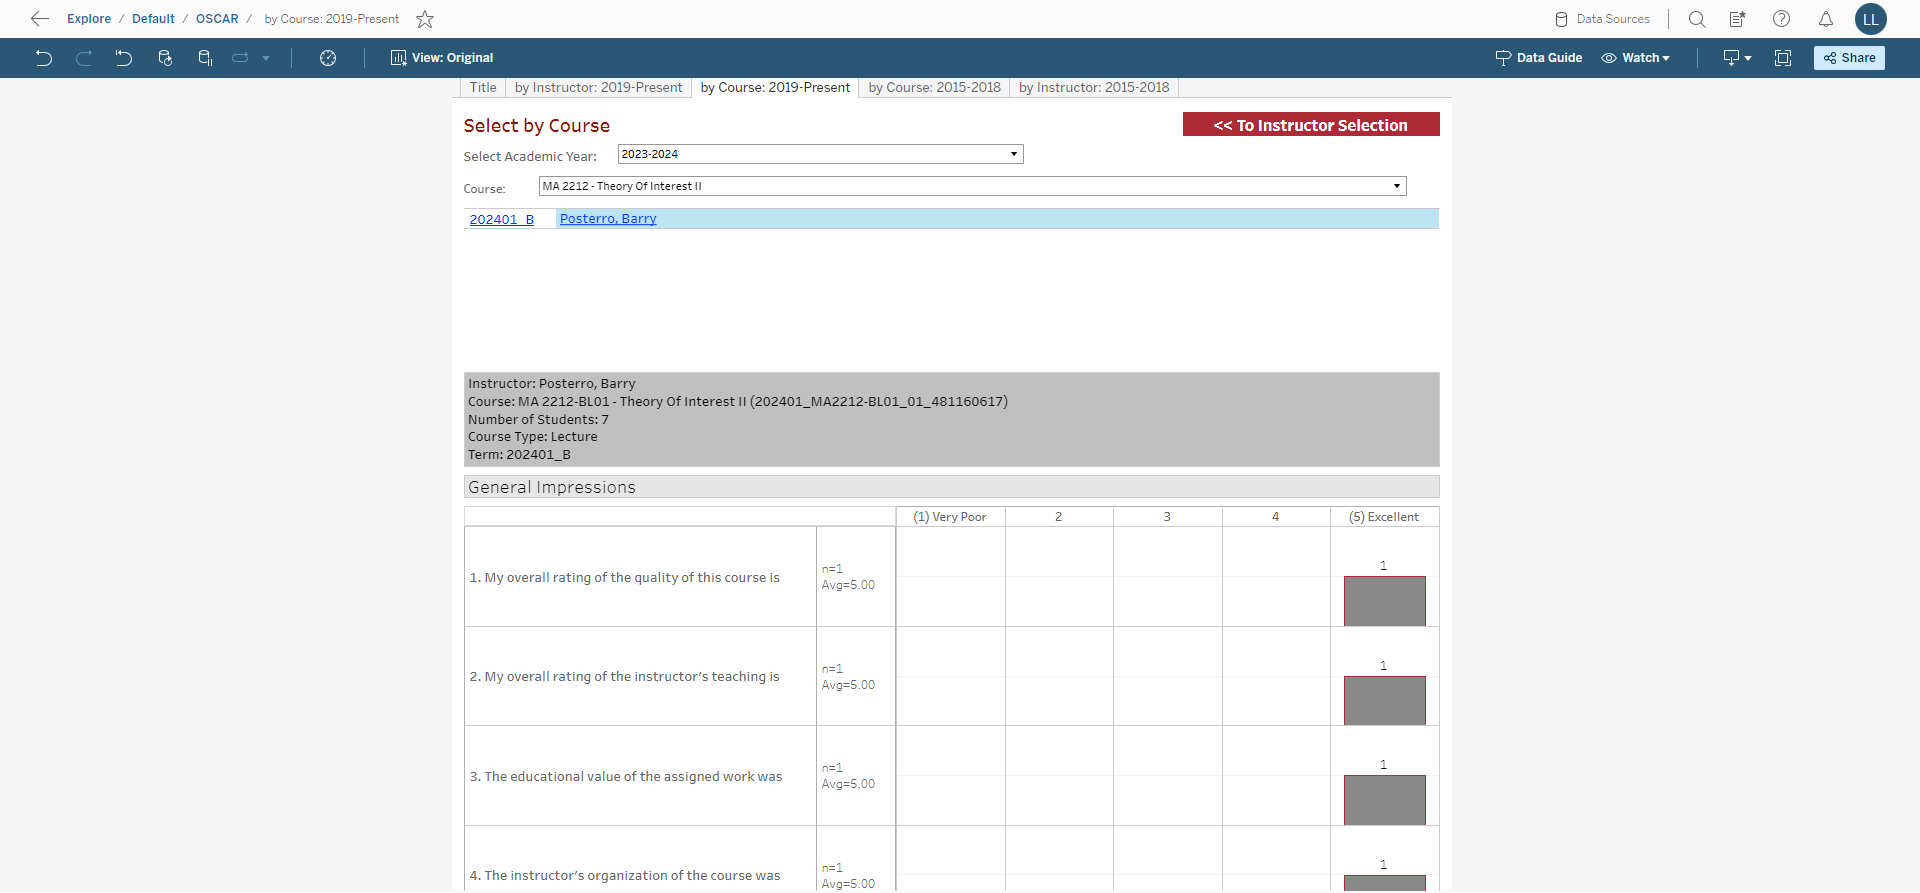 Explore / Default / OSCAR / by Course: 2019-Present
Data Sources
LL
View: Original
Data Guide
Watch
Share
Title
by Instructor: 2019-Present
by Course: 2019-Present
by Course: 2015-2018
by Instructor: 2015-2018
Select by Course
<< To Instructor Selection
Select Academic Year:
2023-2024
Course:
MA 2212 - Theory Of Interest II
202401_B
Posterro, Barry
Instructor: Posterro, Barry
Course: MA 2212-BL01 - Theory Of Interest II (202401_MA2212-BL01_01_481160617)
Number of Students: 7
Course Type: Lecture
Term: 202401_B
General Impressions
(1) Very Poor
2
3
4
(5) Excellent
1. My overall rating of the quality of this course is
n=1
Avg=5.00
1
2. My overall rating of the instructor's teaching is
n=1
Avg=5.00
1
3. The educational value of the assigned work was
n=1
Avg=5.00
1
4. The instructor's organization of the course was
n=1
Avg=5.00
1